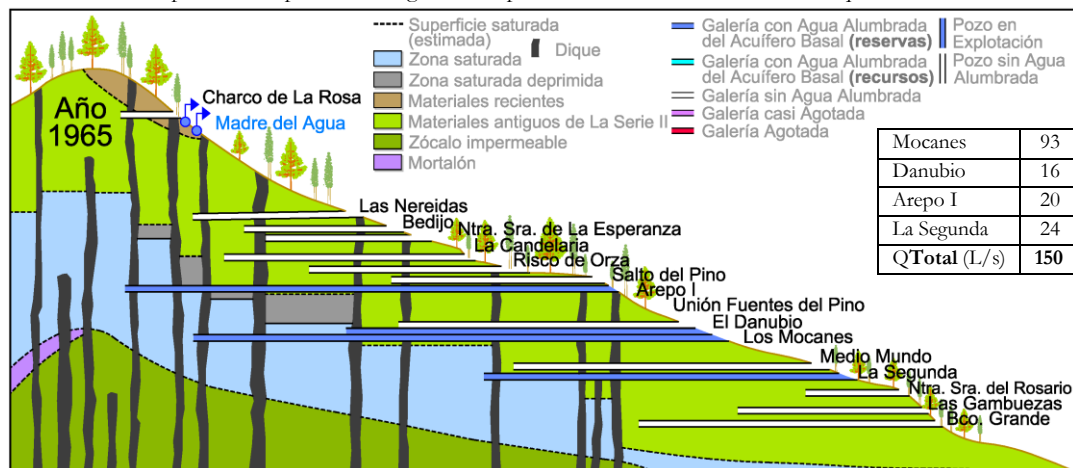 Superficie saturada
(estimada)
Dique
Zona saturada
Zona saturada deprimida
Materiales recientes
Materiales antiguos de La Serie II
Zócalo impermeable
Mortalón
Galería con Agua Alumbrada
del Acuífero Basal (reservas)
Galería con Agua Alumbrada
del Acuífero Basal (recursos)
Galería sin Agua Alumbrada
Galería casi Agotada
Galería Agotada
Pozo en
Explotación
Pozo sin Agua
Alumbrada
Año
1965
Charco de La Rosa
Madre del Agua
Mocanes 93
Danubio 16
Arepo I 20
La Segunda 24
QTotal (L/s) 150
Las Nereidas
Bedijo
Ntra. Sra. de La Esperanza
La Candelaria
Risco de Orza
Salto del Pino
Arepo I
Unión Fuentes del Pino
El Danubio
Los Mocanes
Medio Mundo
La Segunda
Ntra. Sra. del Rosario
Las Gambuezas
Bco. Grande